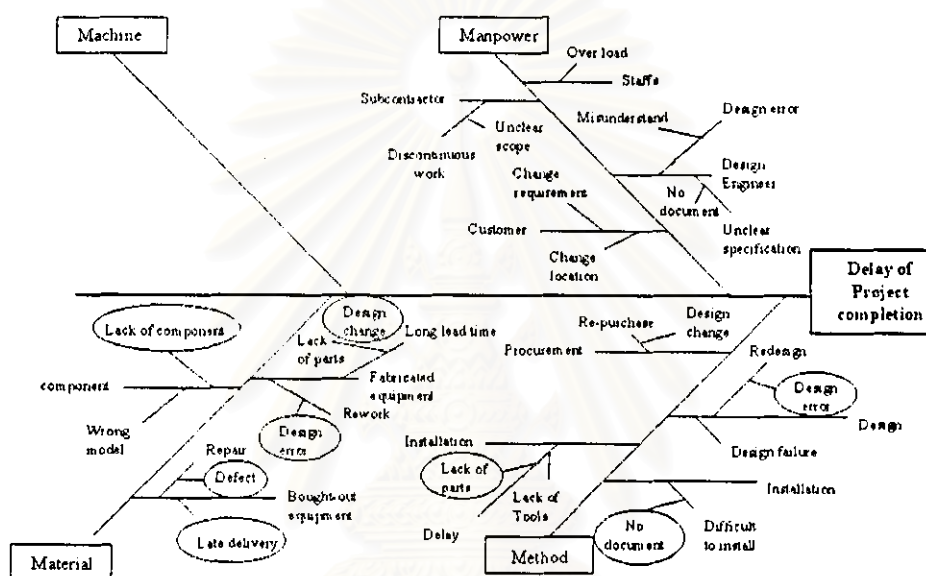 Machine
Manpower
Over load
Staffs
Subcontractor
Unclear
scope
Discontinuous
work
Misunderstand
Design error
Design
Engineer
No
document
Unclear
specification
Change
requirement
Customer
Change
location
Delay of
Project
completion
Lack of component
Design
change
Lack
of parts
Long lead time
component
Fabricated
equipment
Rework
Wrong
model
Design
error
Repair
Defect
Bought-out
equipment
Late delivery
Material
Re-purchase
Design
change
Procurement
Redesign
Design
error
Design
Design failure
Installation
Lack of
parts
Lack of
Tools
Delay
Installation
No
document
Difficult
to install
Method